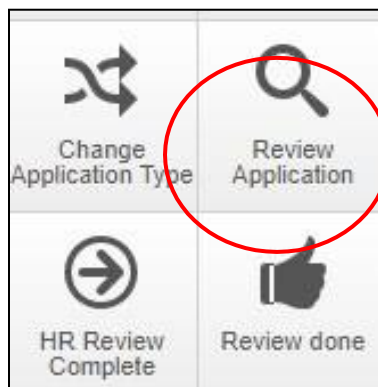 Change
Application Type
Review
Application
HR Review
Complete
Review done